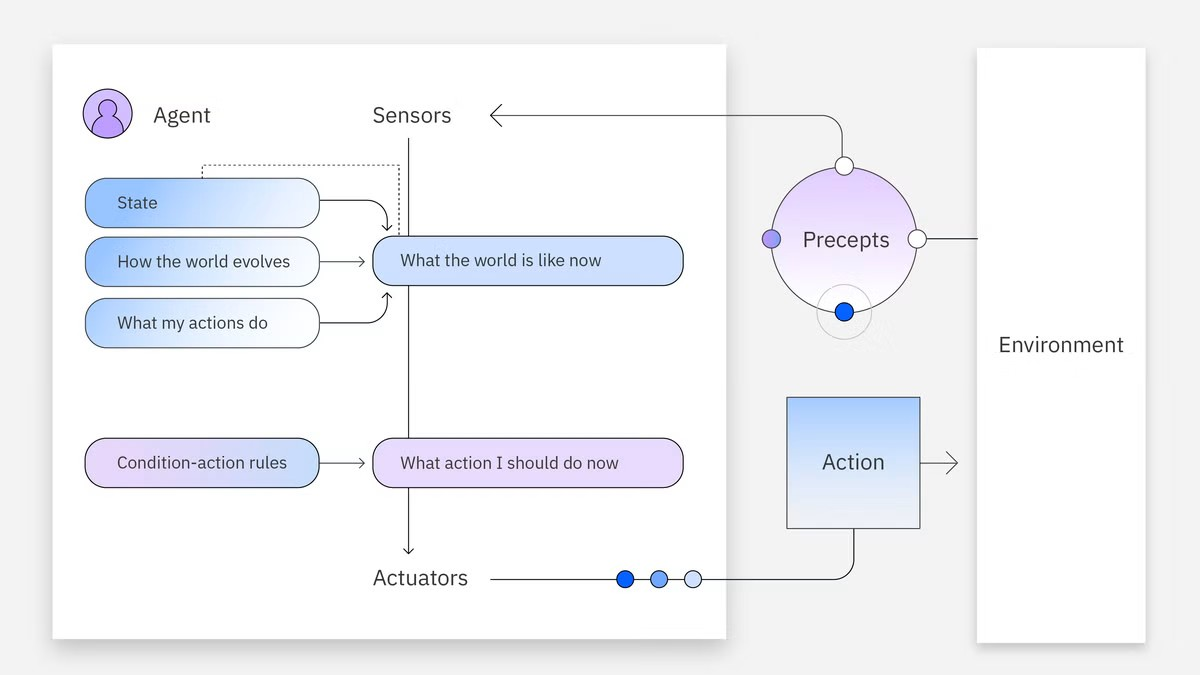 Agent
Sensors
State
How the world evolves
What the world is like now
What my actions do
Condition-action rules
What action I should do now
Actuators
Precepts
Action
Environment